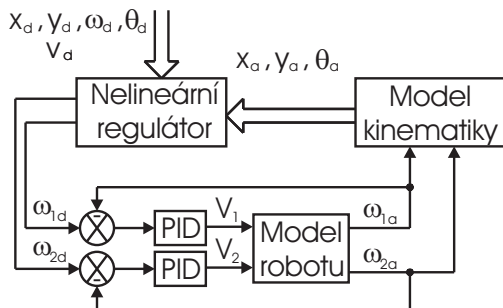 x_d, y_d, ω_d, θ_d
v_d
x_a, y_a, θ_a
Nelineární
regulátor
Model
kinematiky
ω_1d
PID
V_1
Model
robotu
ω_1a
ω_2d
PID
V_2
ω_2a